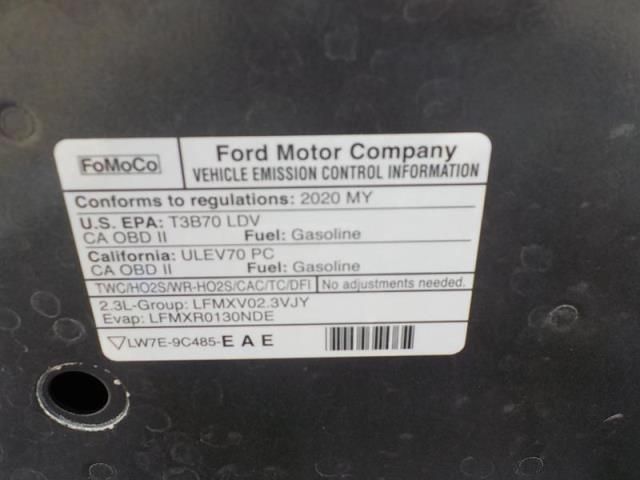 FoMoCo
Ford Motor Company
VEHICLE EMISSION CONTROL INFORMATION
Conforms to regulations: 2020 MY
U.S. EPA: T3B70 LDV
CA OBD II Fuel: Gasoline
California: ULEV70 PC
CA OBD II Fuel: Gasoline
TWC/HO2S/WR-HO2S/CAC/TC/DFI No adjustments needed.
2.3L-Group: LFMXV02.3VJY
Evap: LFMXR0130NDE
LW7E-9C485-E A E